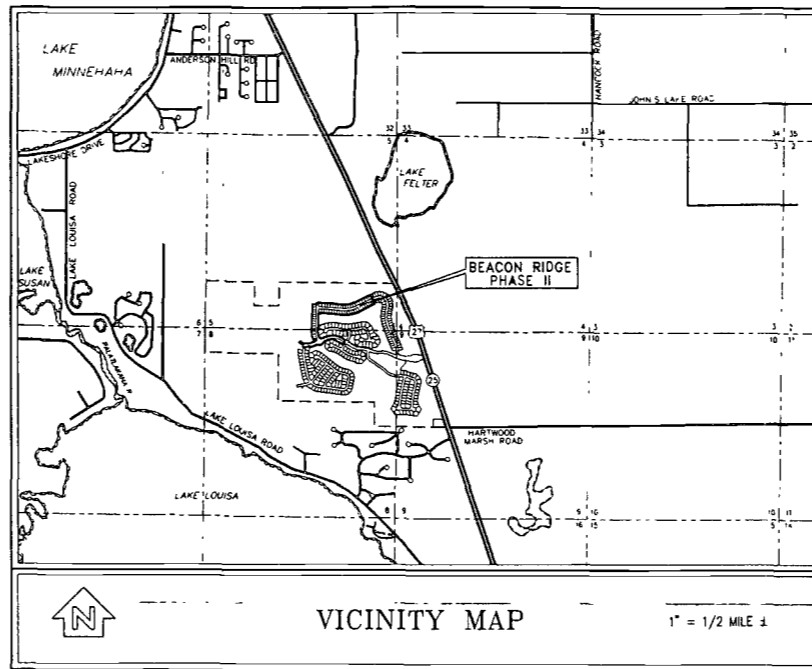 LAKE
MINNEHAHA
ANDERSON HILL RD.
HANCOCK ROAD
JOHNS LAKE ROAD
LAKESHORE DRIVE
32 33
5 4
33 34
4 3
34 35
3 2
LAKE
FELTER
LAKE LOUISA ROAD
LAKE
SUSAN
BEACON RIDGE
PHASE II
6 5
7 8
27
4 3
9 10
3 2
10 11
25
LAKE LOUISA ROAD
HARTWOOD
MARSH ROAD
LAKE LOUISA
8 9
9 10
16 15
10 11
N
VICINITY MAP
1" = 1/2 MILE ±